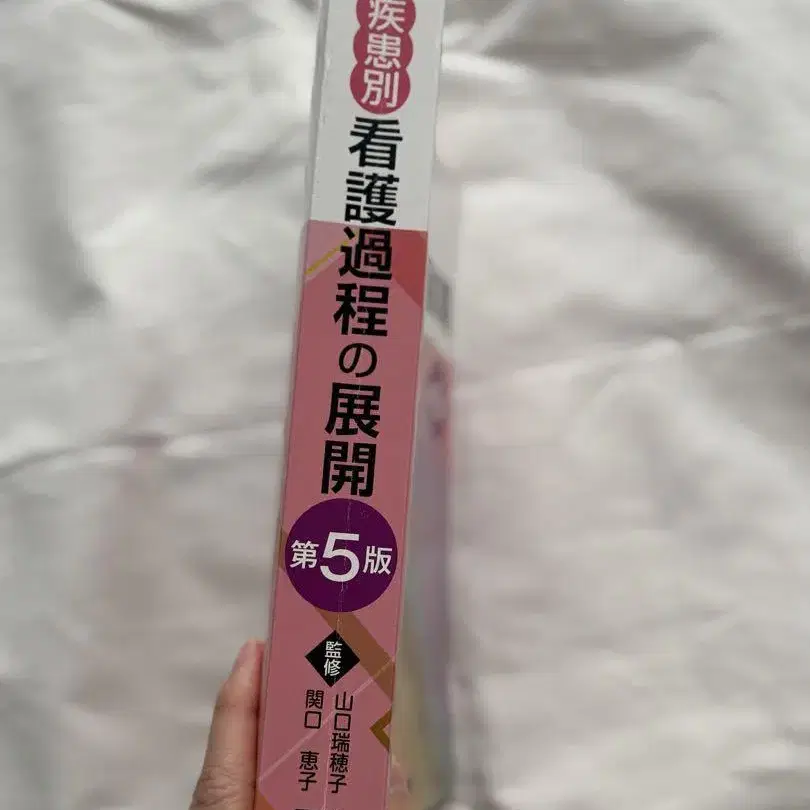 疾患別
看護過程の展開
第5版
監修
山口瑞穂子
関口 恵子